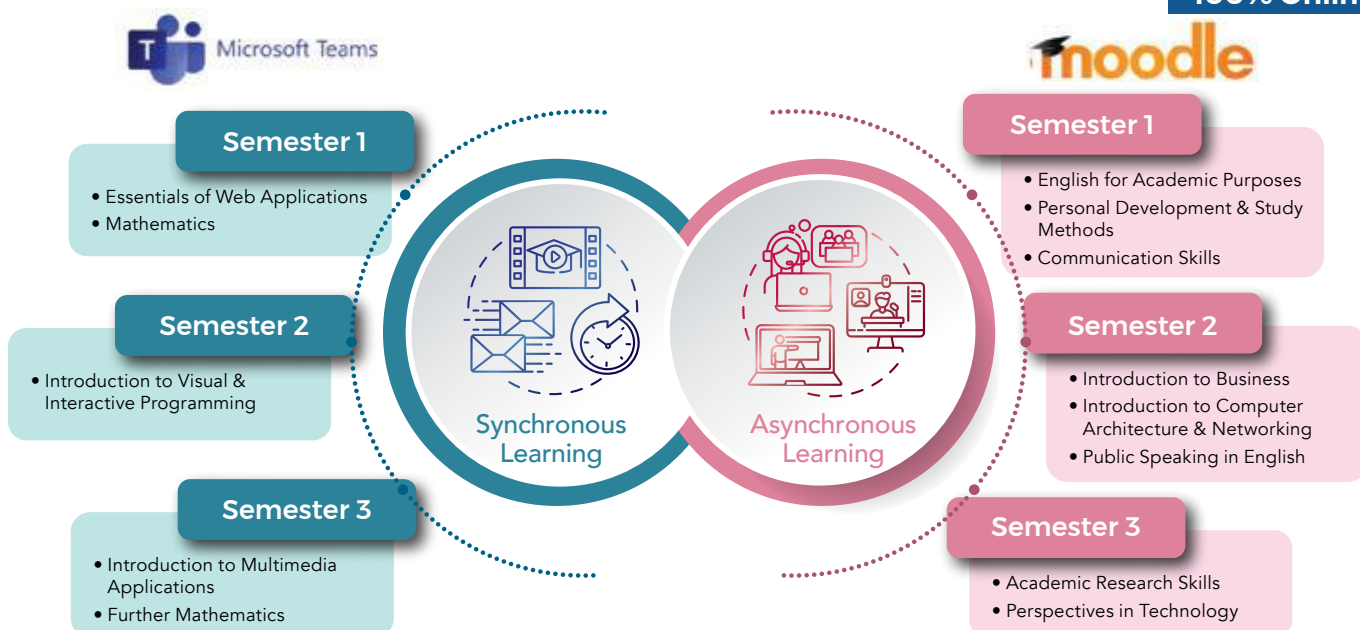 Microsoft Teams
moodle
Semester 1
• Essentials of Web Applications
• Mathematics
Semester 2
• Introduction to Visual &
Interactive Programming
Semester 3
• Introduction to Multimedia
Applications
• Further Mathematics
Synchronous
Learning
Asynchronous
Learning
Semester 1
• English for Academic Purposes
• Personal Development & Study
Methods
• Communication Skills
Semester 2
• Introduction to Business
• Introduction to Computer
Architecture & Networking
• Public Speaking in English
Semester 3
• Academic Research Skills
• Perspectives in Technology